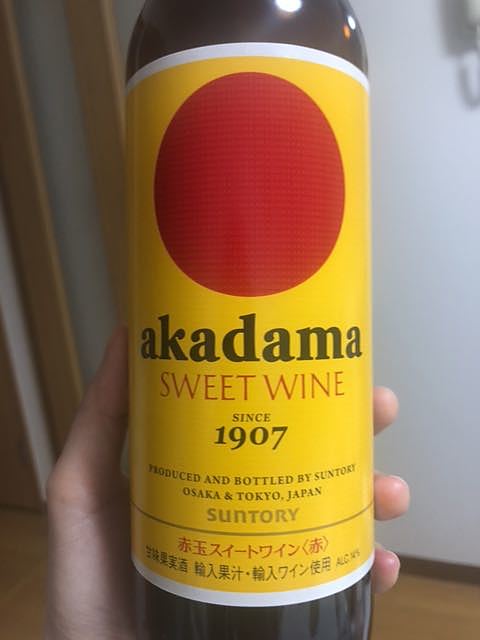 akadama
SWEET WINE
SINCE
1907
PRODUCED AND BOTTLED BY SUNTORY
OSAKA & TOKYO, JAPAN
SUNTORY
赤玉スイートワイン〈赤〉
甘味果実酒 輸入果汁・輸入ワイン使用 ALC.14%